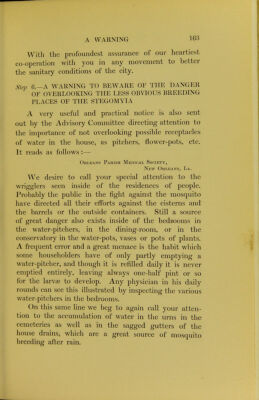 A WARNING 163
With the profoundest assurance of our heartiest
co-operation with you in any movement to better
the sanitary conditions of the city.
Step 6.—A WARNING TO BEWARE OF THE DANGER
OF OVERLOOKING THE LESS OBVIOUS BREEDING
PLACES OF THE STEGOMYIA
A very useful and practical notice is also sent
out by the Advisory Committee directing attention to
the importance of not overlooking possible receptacles
of water in the house, as pitchers, flower-pots, etc.
It reads as follows:—
Orleans Parish Medical Society,
New Orleans, La.
We desire to call your special attention to the
wrigglers seen inside of the residences of people.
Probably the public in the fight against the mosquito
have directed all their efforts against the cisterns and
the barrels or the outside containers. Still a source
of great danger also exists inside of the bedrooms in
the water-pitchers, in the dining-room, or in the
conservatory in the water-pots, vases or pots of plants.
A frequent error and a great menace is the habit which
some householders have of only partly emptying a
water-pitcher, and though it is refilled daily it is never
emptied entirely, leaving always one-half pint or so
for the larvæ to develop. Any physician in his daily
rounds can see this illustrated by inspecting the various
water-pitchers in the bedrooms.
On this same line we beg to again call your atten-
tion to the accumulation of water in the urns in the
cemeteries as well as in the sagged gutters of the
house drains, which are a great source of mosquito
breeding after rain.